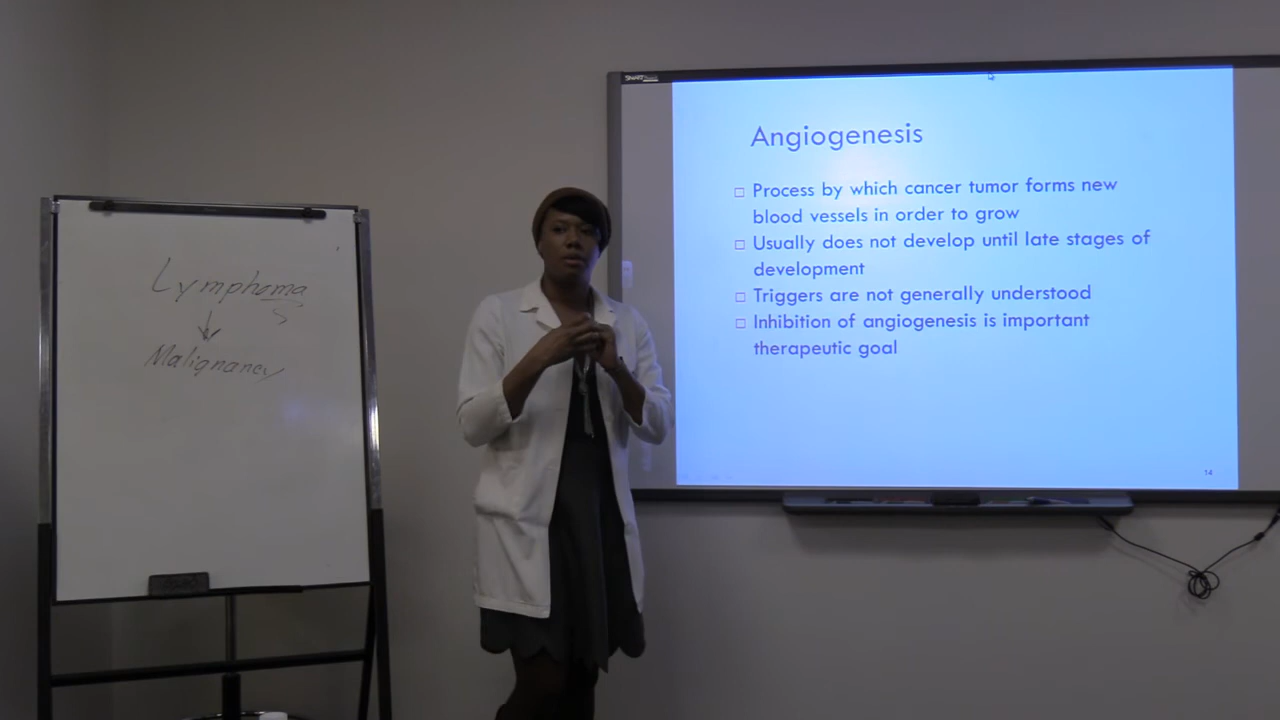 Lymphoma
Malignancy
SMART
Angiogenesis
Process by which cancer tumor forms new
blood vessels in order to grow
Usually does not develop until late stages of
development
Triggers are not generally understood
Inhibition of angiogenesis is important
therapeutic goal
14